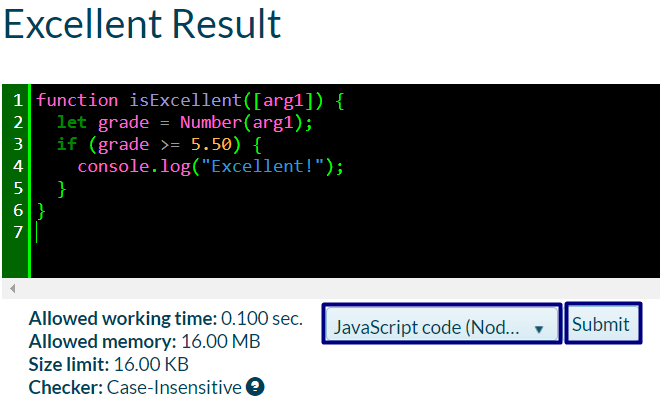 Excellent Result
1 function isExcellent([arg1]) {
2   let grade = Number(arg1);
3   if (grade >= 5.50) {
4     console.log("Excellent!");
5   }
6 }
7
Allowed working time: 0.100 sec.
Allowed memory: 16.00 MB
Size limit: 16.00 KB
Checker: Case-Insensitive ?
JavaScript code (Nod... ▼
Submit